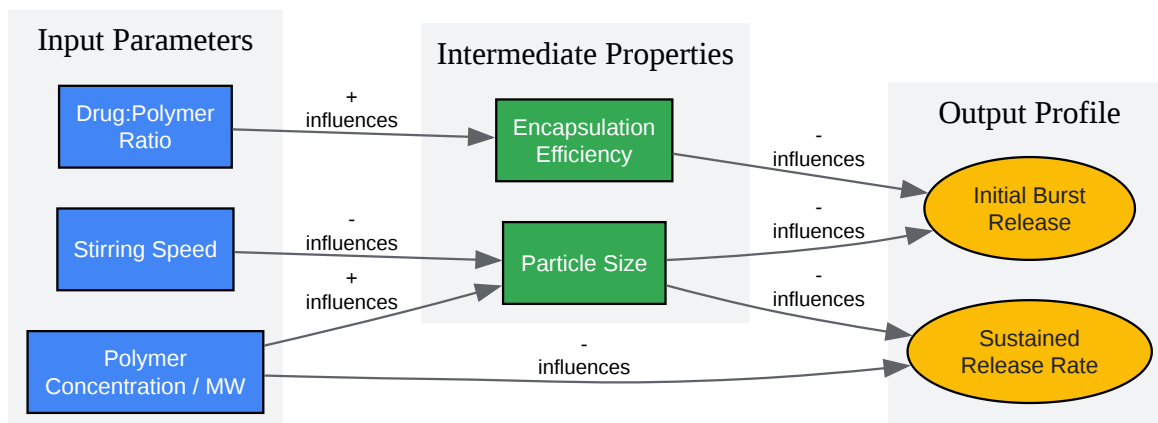 Input Parameters
Drug:Polymer
Ratio
Stirring Speed
Polymer
Concentration / MW
+
influences
-
influences
+
influences
-
influences
Intermediate Properties
Encapsulation
Efficiency
Particle Size
-
influences
-
influences
-
influences
Output Profile
Initial Burst
Release
Sustained
Release Rate